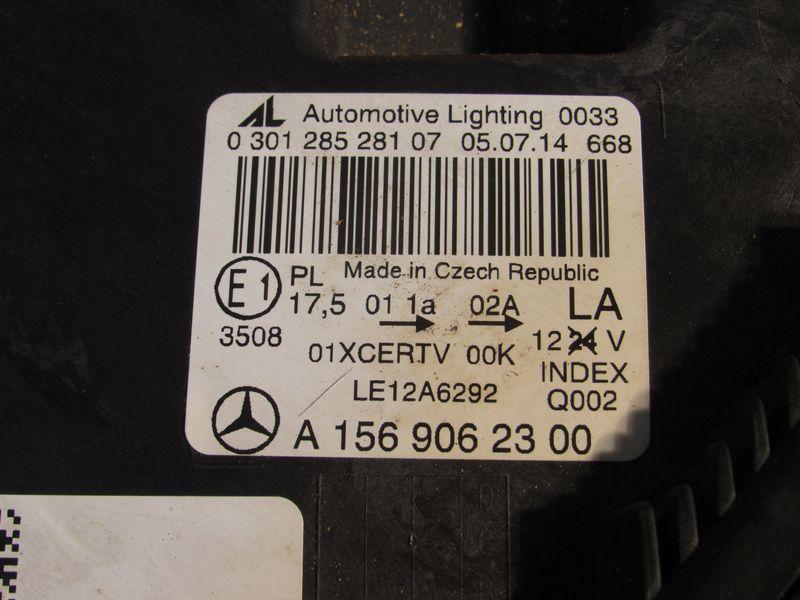 AL Automotive Lighting 0033
0 301 285 281 07 05.07.14 668
Made in Czech Republic
E1 PL
17,5 01 1a 02A LA
3508
12 24 V
01XCERTV 00K
INDEX
LE12A6292
Q002
A 156 906 23 00